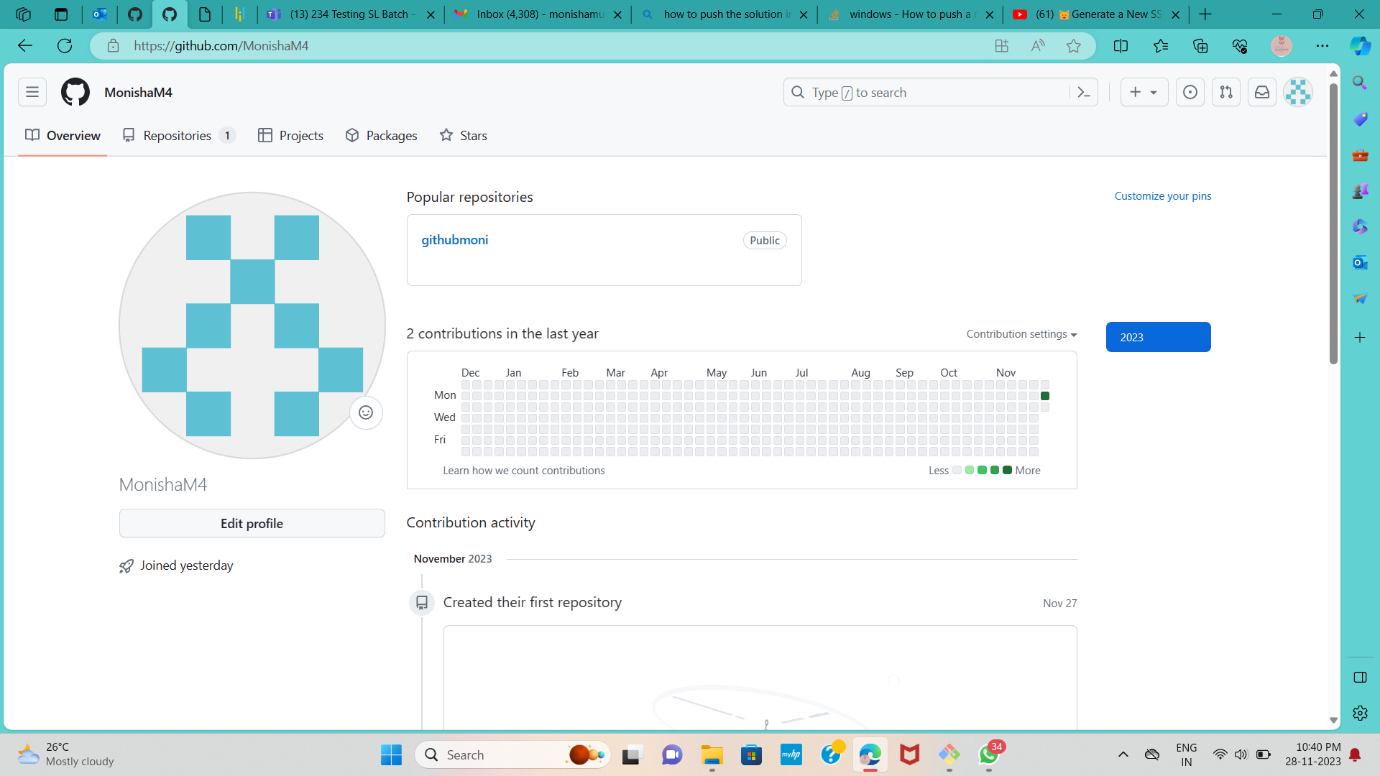 (13) 234 Testing SL Batch -
Inbox (4,308) - monishamu
how to push the solution i
windows - How to push a r
(61) Generate a New SS
https://github.com/MonishaM4
MonishaM4
Type / to search
Overview
Repositories 1
Projects
Packages
Stars
Popular repositories
Customize your pins
githubmoni
Public
2 contributions in the last year
Contribution settings
2023
Dec Jan Feb Mar Apr May Jun Jul Aug Sep Oct Nov
Mon
Wed
Fri
Learn how we count contributions
Less More
MonishaM4
Edit profile
Joined yesterday
Contribution activity
November 2023
Created their first repository
Nov 27
26°C
Mostly cloudy
Search
myhp
34
ENG
IN
10:40 PM
28-11-2023